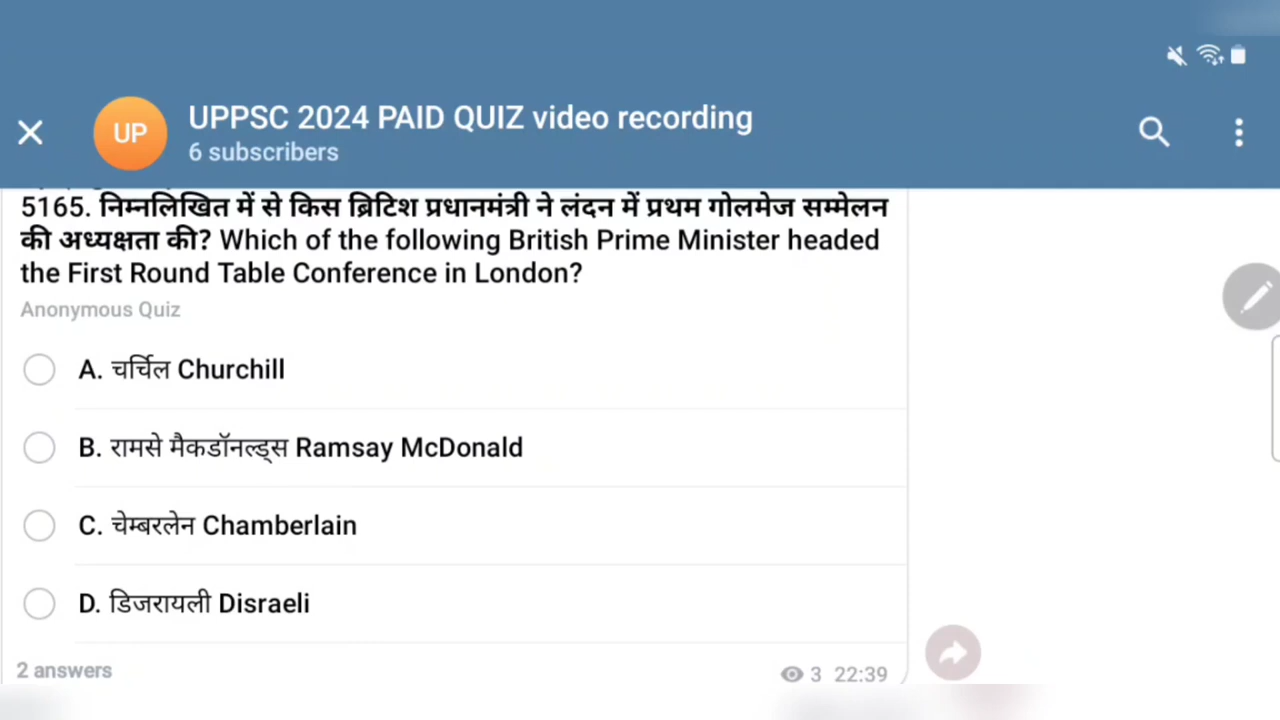 UP
UPPSC 2024 PAID QUIZ video recording
6 subscribers
5165. निम्नलिखित में से किस ब्रिटिश प्रधानमंत्री ने लंदन में प्रथम गोलमेज सम्मेलन
की अध्यक्षता की? Which of the following British Prime Minister headed
the First Round Table Conference in London?
Anonymous Quiz
A. चर्चिल Churchill
B. रामसे मैकडॉनल्ड्स Ramsay McDonald
C. चेम्बरलेन Chamberlain
D. डिजरायली Disraeli
2 answers
3 22:39